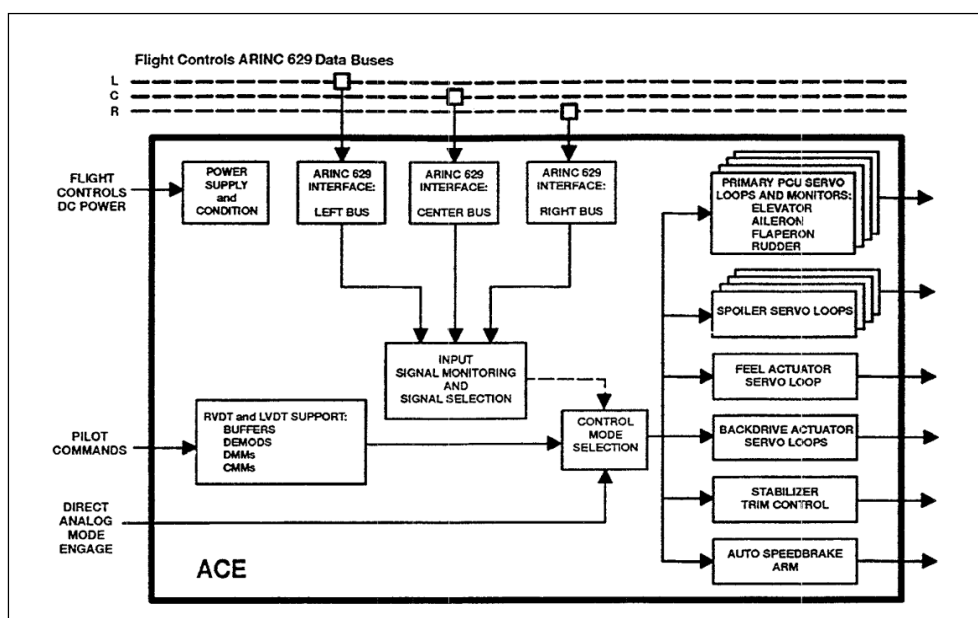 Flight Controls ARINC 629 Data Buses
L
C
R
FLIGHT
CONTROLS
DC POWER
POWER
SUPPLY
and
CONDITION
ARINC 629
INTERFACE:
LEFT BUS
ARINC 629
INTERFACE:
CENTER BUS
ARINC 629
INTERFACE:
RIGHT BUS
PRIMARY PCU SERVO
LOOPS AND MONITORS:
ELEVATOR
AILERON
FLAPERON
RUDDER
SPOILER SERVO LOOPS
INPUT
SIGNAL MONITORING
AND
SIGNAL SELECTION
FEEL ACTUATOR
SERVO LOOP
PILOT
COMMANDS
RVDT and LVDT SUPPORT:
BUFFERS
DEMODS
DMMs
CMMs
CONTROL
MODE
SELECTION
BACKDRIVE ACTUATOR
SERVO LOOPS
STABILIZER
TRIM CONTROL
DIRECT
ANALOG
MODE
ENGAGE
AUTO SPEEDBRAKE
ARM
ACE